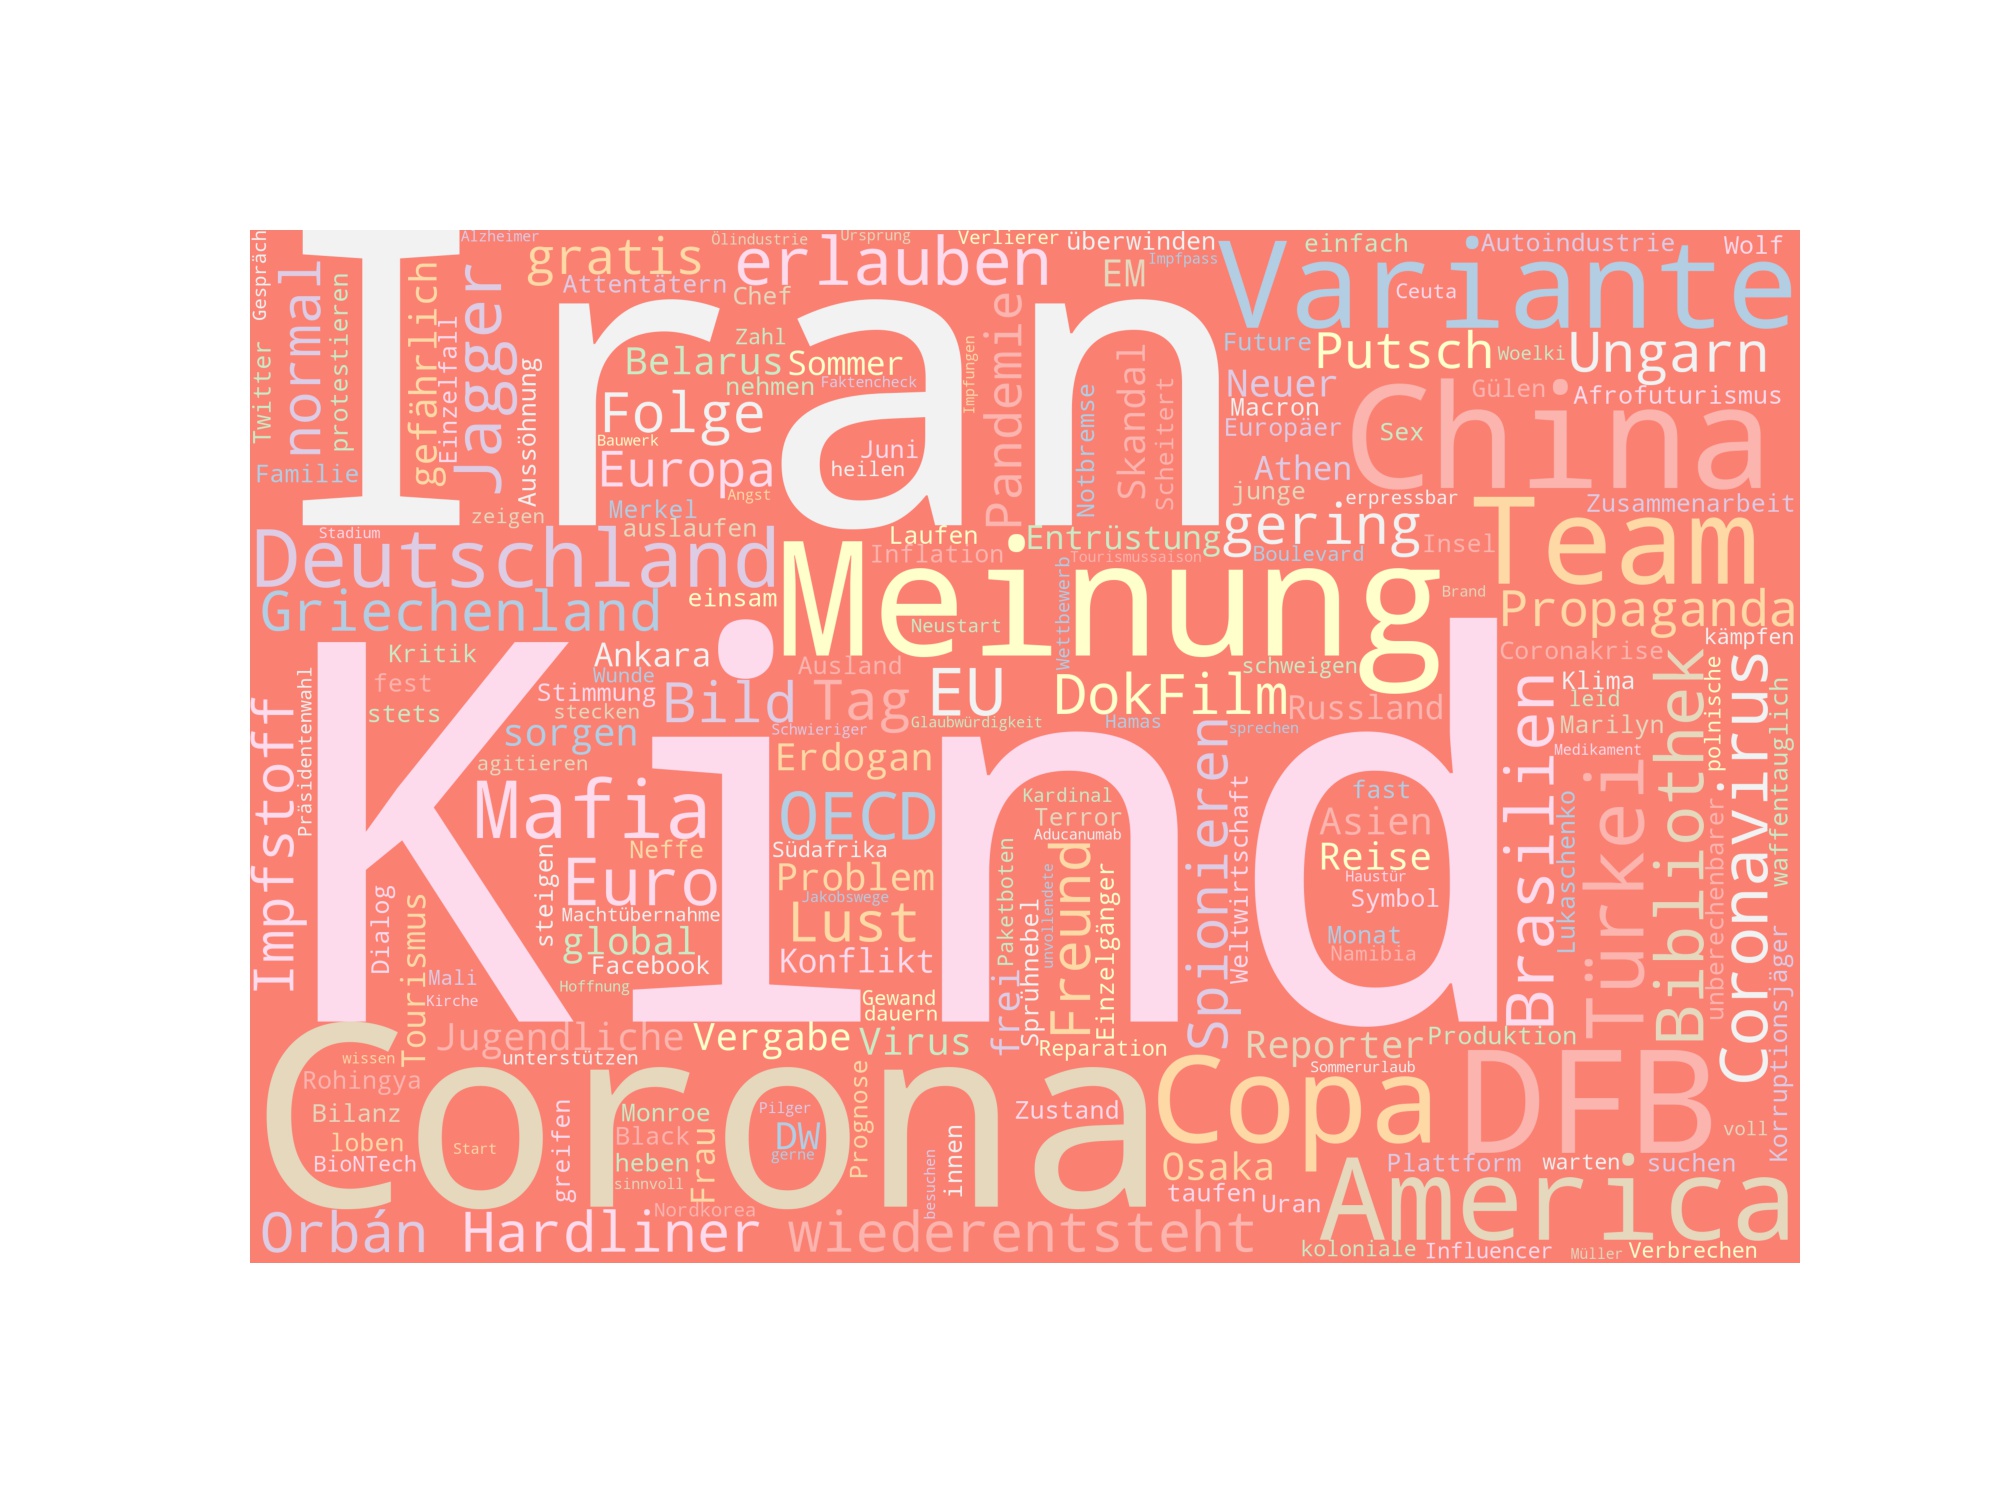 Alzheimer
Ölindustrie
Ursprung
Verlierer
überwinden
einfach
Autoindustrie
Wolf
Gespräch
Iran
gratis
erlauben
EM
Impfpass
Variante
Attentätern
Chef
Ceuta
normal
protestieren
gefährlich
Einzelfall
Jagger
Twitter
Aussöhnung
Zahl
Belarus
Sommer
nehmen
Faktencheck
Impfungen
Pandemie
Notbremse
Skandal
Scheitert
Future
Putsch
Woelki
Ungarn
Neuer
Macron
Europäer
Sex
Gülen
Afrofuturismus
China
Folge
Bauwerk
Juni
heilen
Europa
Angst
Athen
junge
erpressbar
Zusammenarbeit
Familie
zeigen
Merkel
auslaufen
Stadium
Laufen
Entrüstung
gering
Insel
Team
Deutschland
Inflation
Tourismussaison
Boulevard
Meinung
Brand
Griechenland
einsam
Neustart
Wettbewerb
Propaganda
kämpfen
Kritik
Ankara
Ausland
schweigen
Coronakrise
polnische
Präsidentenwahl
fest
Wunde
Stimmung
Bild
Tag
EU
DokFilm
Russland
Klima
leid
stets
stecken
Marilyn
Impfstoff
Kind
sorgen
Schwieriger
Glaubwürdigkeit
Hamas
sprechen
Medikament
agitieren
Erdogan
Spionieren
Brasilien
Türkei
Bibliothek
Coronavirus
waffentauglich
Mafia
OECD
Kardinal
Terror
Aducanumab
Weltwirtschaft
fast
Asien
Lukaschenko
unberechenbarer
Neffe
Südafrika
Reise
Euro
Problem
Haustür
steigen
Jakobswege
Paketboten
unvollendete
Freund
Einzelgänger
Symbol
Machtübernahme
Lust
Sprühnebel
Dialog
Tourismus
global
Monat
Facebook
Konflikt
Namibia
Korruptionsjäger
Mali
Hoffnung
frei
Kirche
Gewand
dauern
Corona
Jugendliche
Vergabe
Virus
Reparation
Reporter
Produktion
wissen
unterstützen
Sommerurlaub
Copa
DFB
Rohingya
Prognose
Bilanz
Monroe
Pilger
Zustand
loben
Start
Black
DW
voll
BioNTech
greifen
heben
Fraue
gerne
innen
Osaka
Plattform
warten
suchen
sinnvoll
besuchen
taufen
Uran
America
Nordkorea
Orbán
Hardliner
wiederentsteht
koloniale
Influencer
Müller
Verbrechen